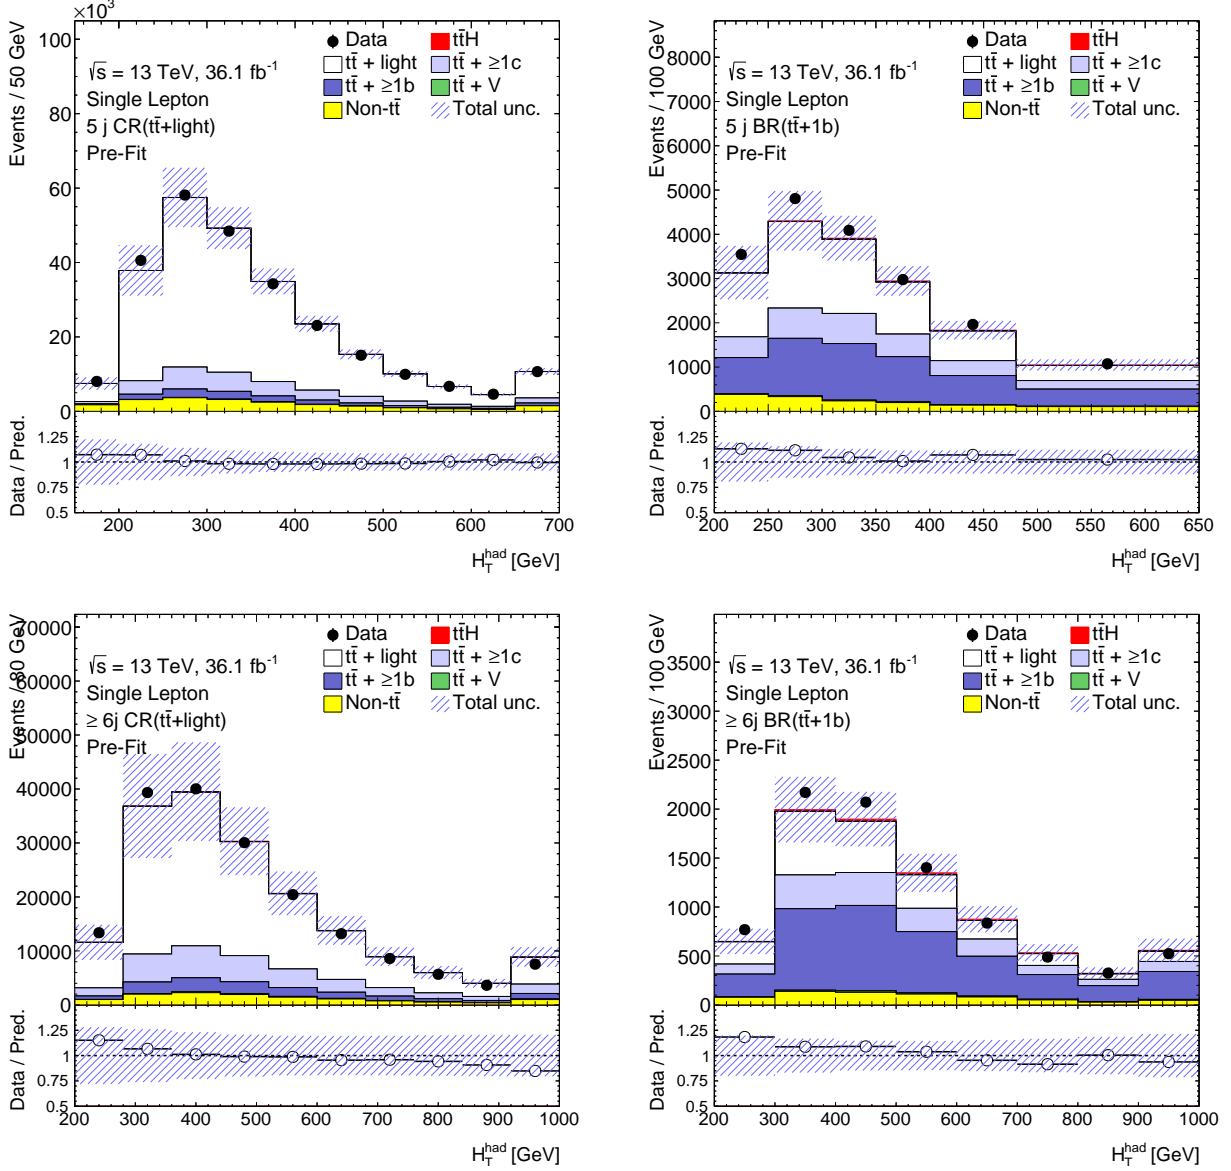 ×10³
Events / 50 GeV
100
80
60
40
20
0
√s = 13 TeV, 36.1 fb⁻¹
Single Lepton
5 j CR(tt̄+light)
Pre-Fit
Data
tt̄H
tt̄ + light
tt̄ + ≥1c
tt̄ + ≥1b
tt̄ + V
Non-tt̄
Total unc.
Data / Pred.
1.25
1
0.75
0.5
200 300 400 500 600 700
H_T^had [GeV]
Events / 100 GeV
8000
7000
6000
5000
4000
3000
2000
1000
0
√s = 13 TeV, 36.1 fb⁻¹
Single Lepton
5 j BR(tt̄+1b)
Pre-Fit
Data
tt̄H
tt̄ + light
tt̄ + ≥1c
tt̄ + ≥1b
tt̄ + V
Non-tt̄
Total unc.
Data / Pred.
1.25
1
0.75
0.5
200 250 300 350 400 450 500 550 600 650
H_T^had [GeV]
Events / 80 GeV
70000
60000
50000
40000
30000
20000
10000
0
√s = 13 TeV, 36.1 fb⁻¹
Single Lepton
≥ 6j CR(tt̄+light)
Pre-Fit
Data
tt̄H
tt̄ + light
tt̄ + ≥1c
tt̄ + ≥1b
tt̄ + V
Non-tt̄
Total unc.
Data / Pred.
1.25
1
0.75
0.5
200 300 400 500 600 700 800 900 1000
H_T^had [GeV]
Events / 100 GeV
3500
3000
2500
2000
1500
1000
500
0
√s = 13 TeV, 36.1 fb⁻¹
Single Lepton
≥ 6j BR(tt̄+1b)
Pre-Fit
Data
tt̄H
tt̄ + light
tt̄ + ≥1c
tt̄ + ≥1b
tt̄ + V
Non-tt̄
Total unc.
Data / Pred.
1.25
1
0.75
0.5
200 300 400 500 600 700 800 900 1000
H_T^had [GeV]